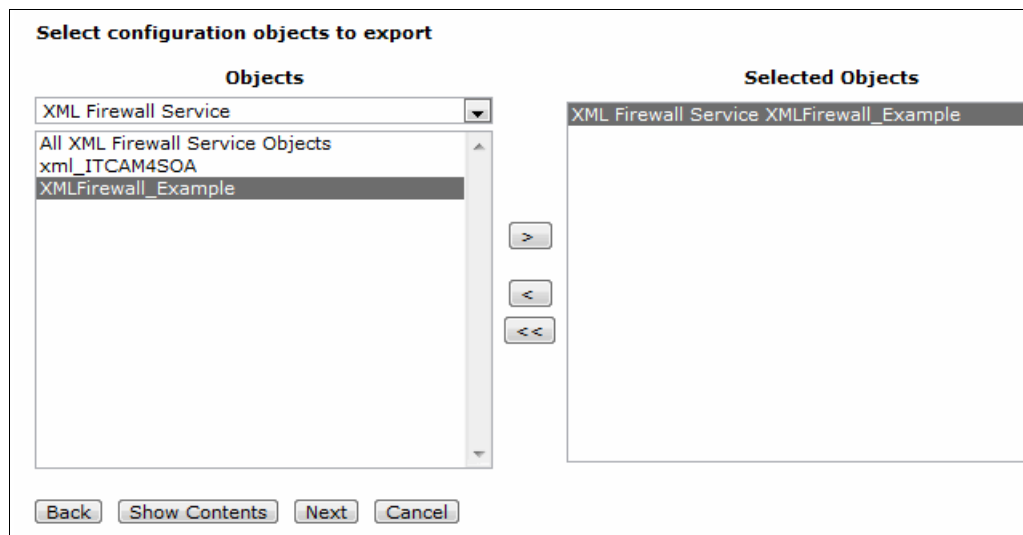 Select configuration objects to export
Objects
Selected Objects
XML Firewall Service
XML Firewall Service XMLFirewall_Example
All XML Firewall Service Objects
xml_ITCAM4SOA
XMLFirewall_Example
>
<
<<
Back Show Contents Next Cancel